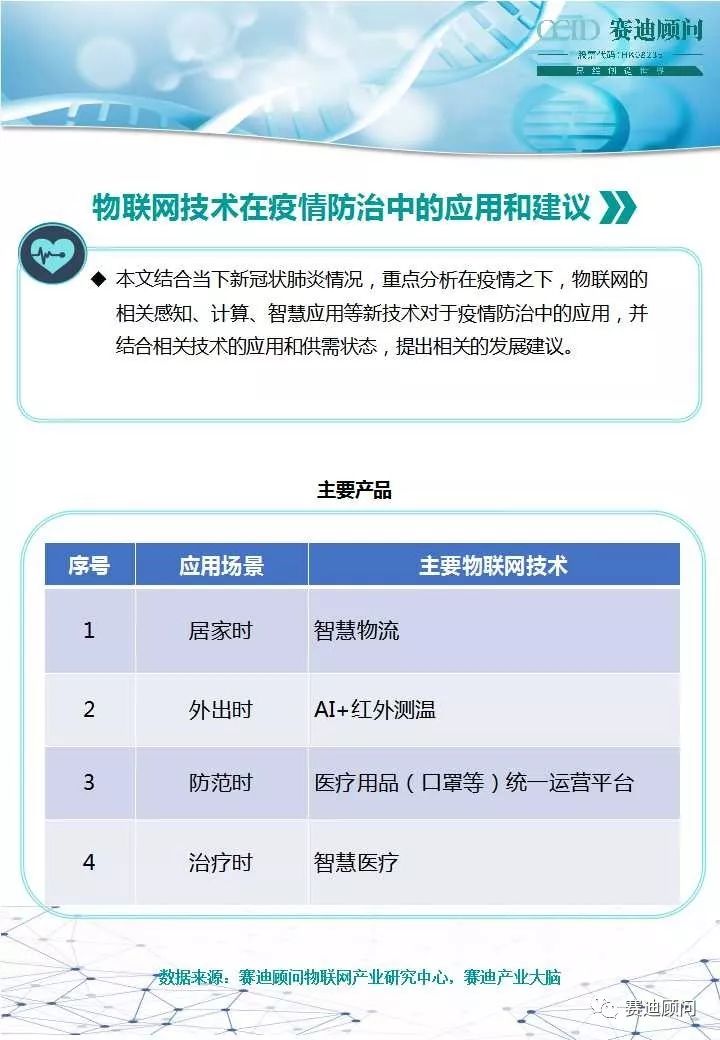 CCID 赛迪顾问
股票代码:HK08235
思维创造世界
物联网技术在疫情防治中的应用和建议
◆ 本文结合当下新冠状肺炎情况，重点分析在疫情之下，物联网的
相关感知、计算、智慧应用等新技术对于疫情防治中的应用，并
结合相关技术的应用和供需状态，提出相关的发展建议。
主要产品
序号 应用场景 主要物联网技术
1 居家时 智慧物流
2 外出时 AI+红外测温
3 防范时 医疗用品（口罩等）统一运营平台
4 治疗时 智慧医疗
数据来源：赛迪顾问物联网产业研究中心，赛迪产业大脑
赛迪顾问